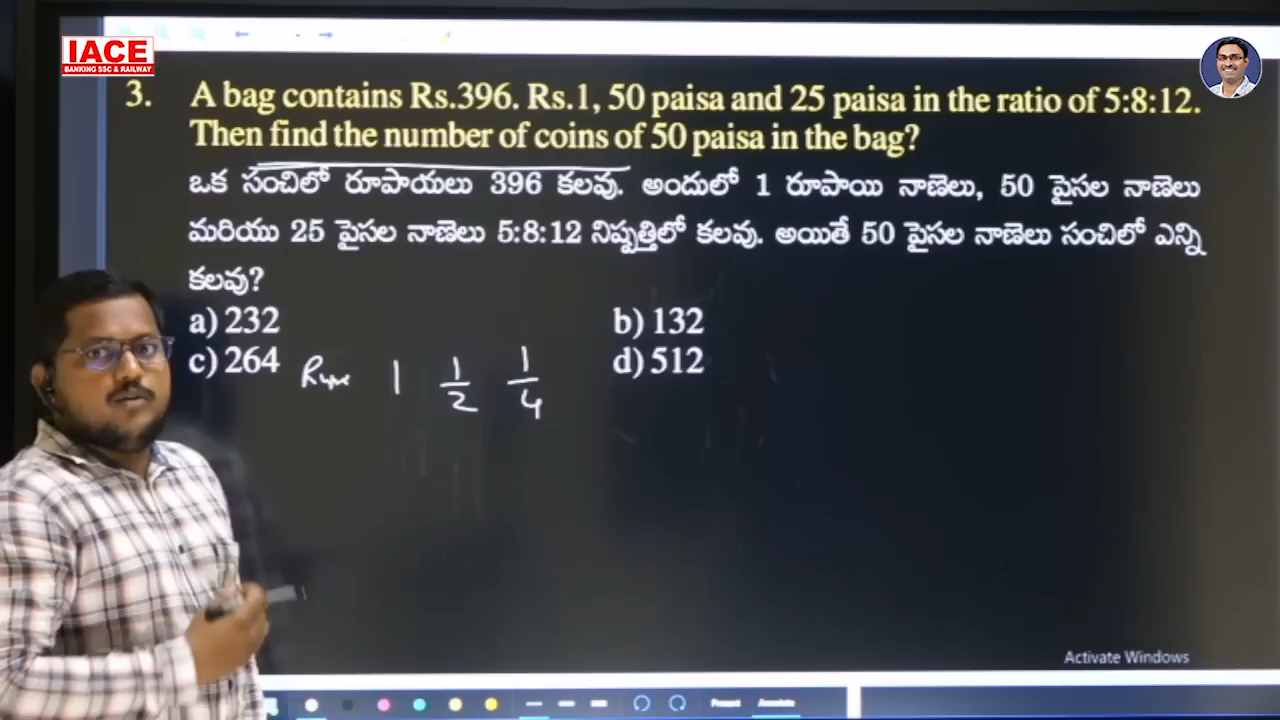 IACE
BANKING SSC & RAILWAY
3. A bag contains Rs.396. Rs.1, 50 paisa and 25 paisa in the ratio of 5:8:12.
Then find the number of coins of 50 paisa in the bag?
ఒక సంచిలో రూపాయలు 396 కలవు. అందులో 1 రూపాయి నాణెలు, 50 పైసల నాణెలు
మరియు 25 పైసల నాణెలు 5:8:12 నిష్పత్తిలో కలవు. అయితే 50 పైసల నాణెలు సంచిలో ఎన్ని
కలవు?
a) 232 b) 132
c) 264 d) 512
1 1/2 1/4
Activate Windows
Present Annotate